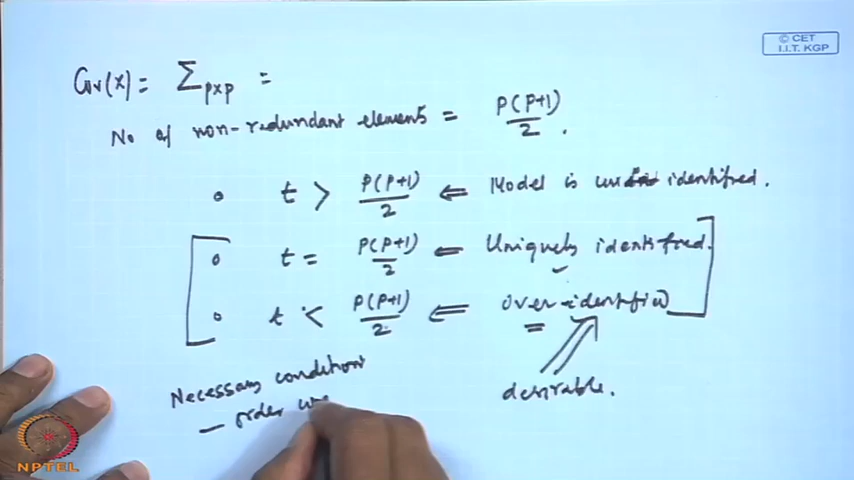 © CET
I.I.T. KGP
Cov(x) = Σ p×p =
No of non-redundant elements = P(P+1)/2 .
t > P(P+1)/2 ⇐ Model is un identified.
t = P(P+1)/2 ⇐ Uniquely identified.
t < P(P+1)/2 ⇐ over-identified
Necessary condition
— order
desirable.
NPTEL